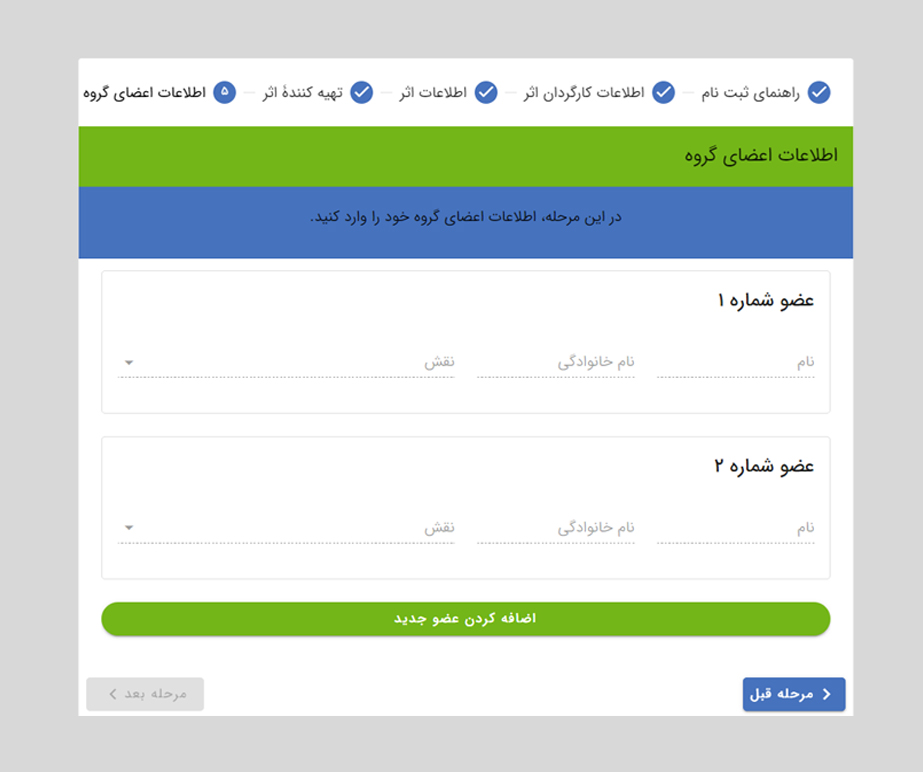 راهنمای ثبت نام
اطلاعات کارگردان اثر
اطلاعات اثر
تهیه کنندهٔ اثر
۵ اطلاعات اعضای گروه
اطلاعات اعضای گروه
در این مرحله، اطلاعات اعضای گروه خود را وارد کنید.
عضو شماره ۱
نام نام خانوادگی نقش
عضو شماره ۲
نام نام خانوادگی نقش
اضافه کردن عضو جدید
مرحله قبل
مرحله بعد